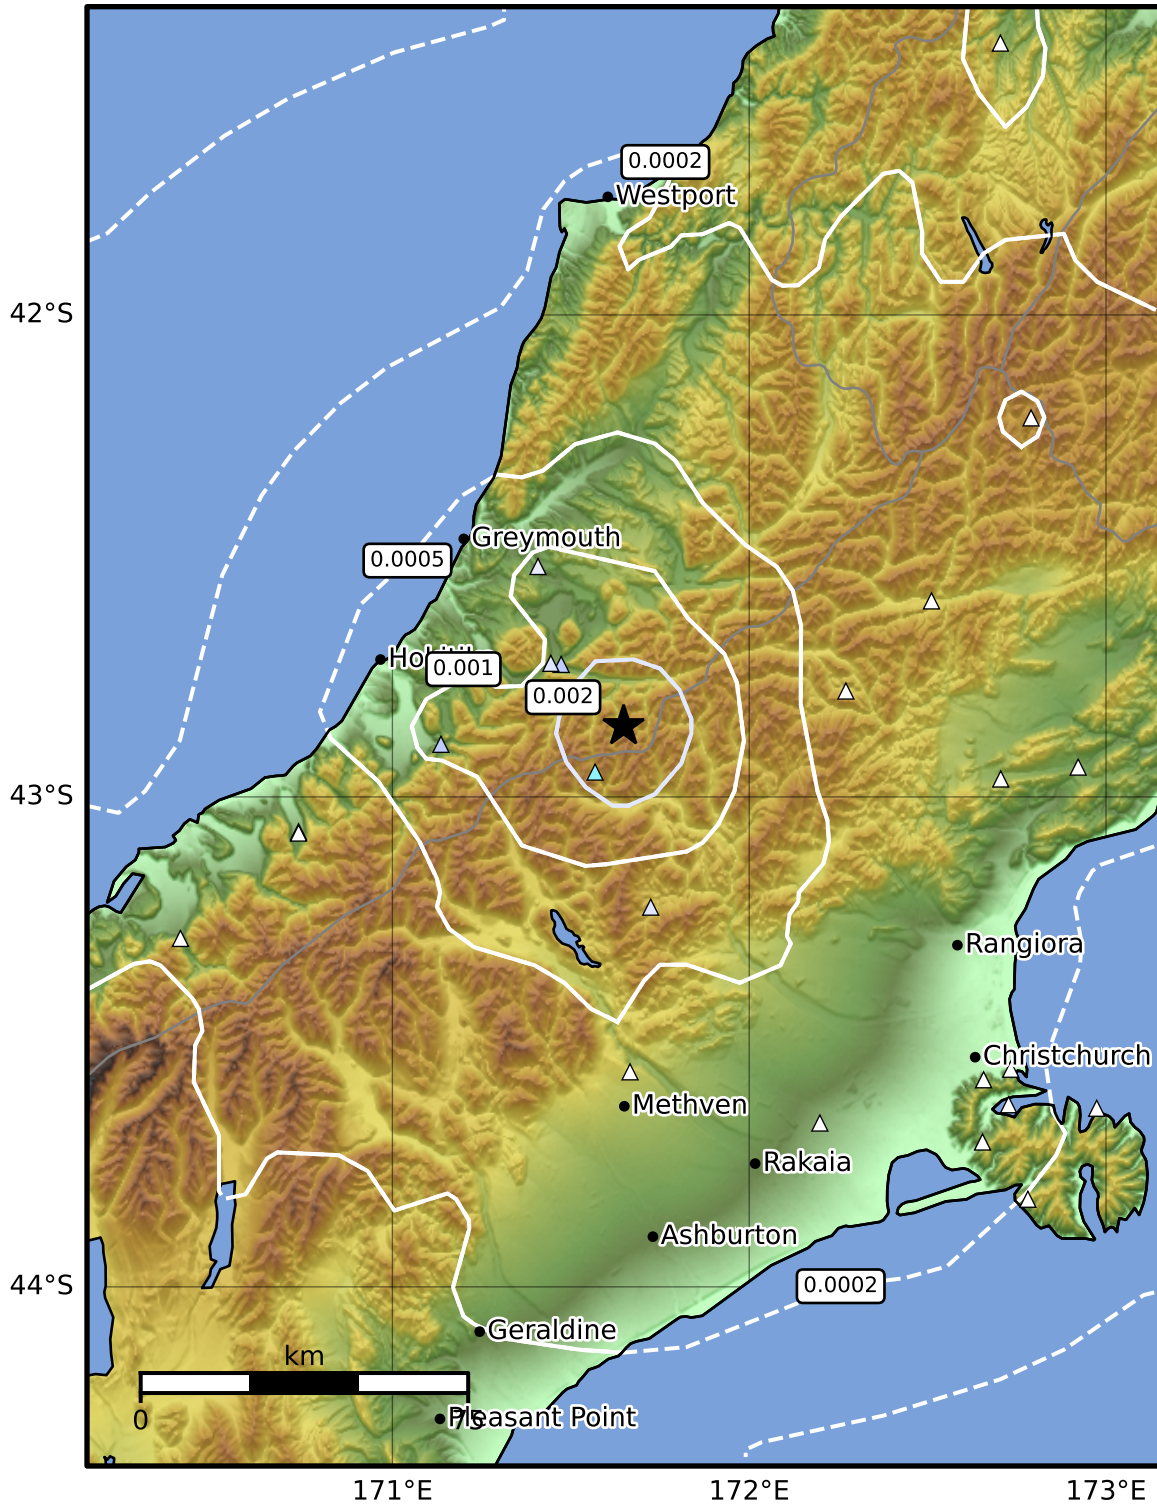 0.0002
Westport
42°S
Greymouth
0.0005
0.001
0.002
43°S
Rangiora
Christchurch
Methven
Rakaia
Ashburton
0.0002
44°S
Geraldine
km
0
75
Pleasant Point
171°E
172°E
173°E